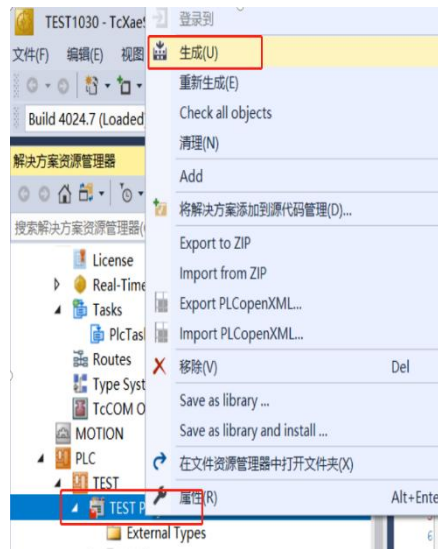 TEST1030 - TcXaeS
登录到
文件(F) 编辑(E) 视图
生成(U)
重新生成(E)
Build 4024.7 (Loaded
Check all objects
清理(N)
解决方案资源管理器
Add
将解决方案添加到源代码管理(D)...
搜索解决方案资源管理器(
Export to ZIP
License
Import from ZIP
Real-Time
Export PLCopenXML...
Tasks
Import PLCopenXML...
PlcTas
移除(V) Del
Routes
Type Syst
Save as library ...
TcCOM O
Save as library and install ...
MOTION
在文件资源管理器中打开文件夹(X)
PLC
TEST
属性(R) Alt+Ente
TEST P
External Types
6